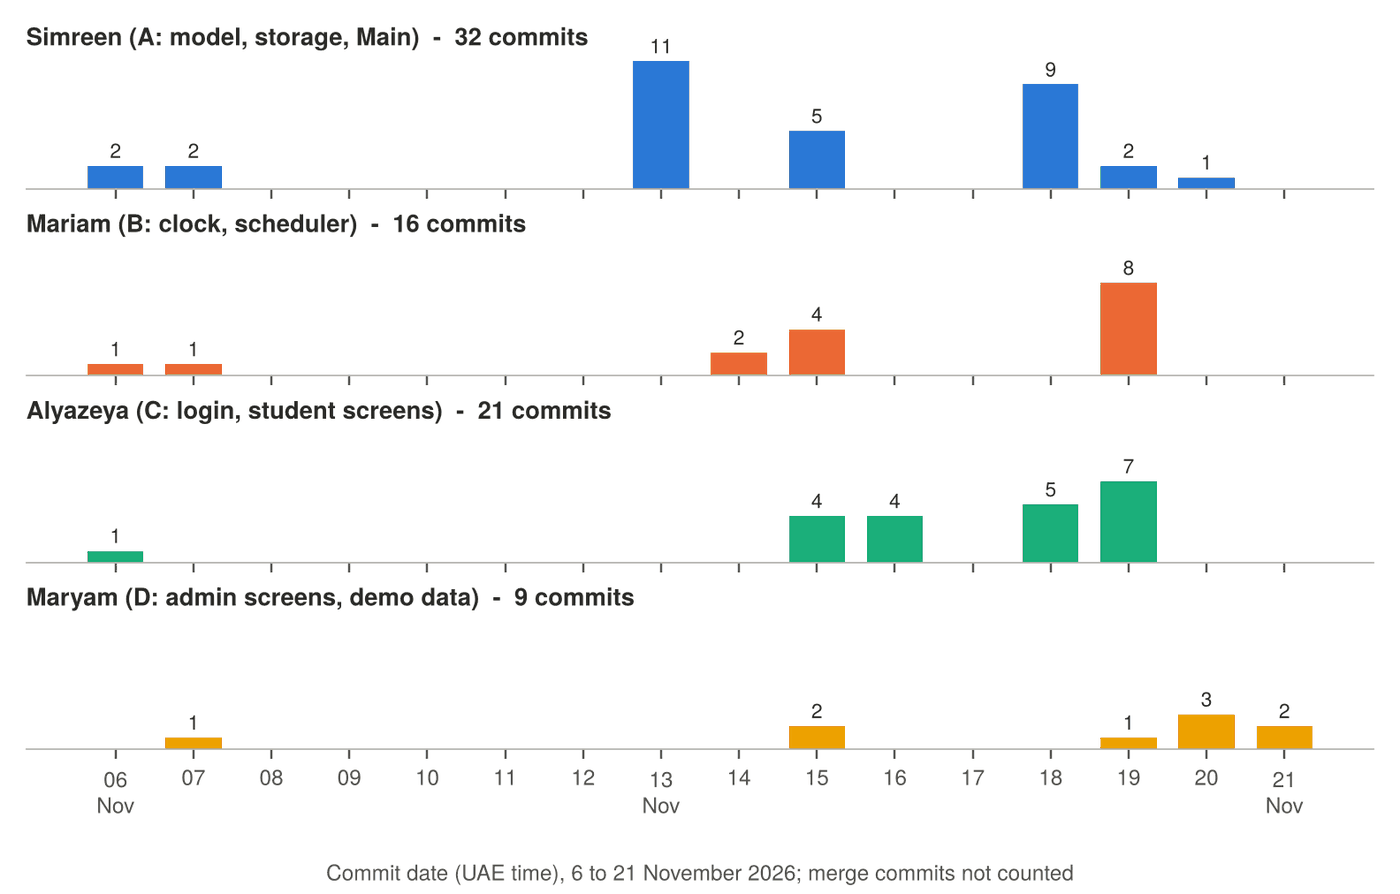 Simreen (A: model, storage, Main)  -  32 commits
11
9
5
2 2 2 1
Mariam (B: clock, scheduler)  -  16 commits
8
4
2
1 1
Alyazeya (C: login, student screens)  -  21 commits
7
5
4 4
1
Maryam (D: admin screens, demo data)  -  9 commits
3
2 2
1 1
06 07 08 09 10 11 12 13 14 15 16 17 18 19 20 21
Nov Nov Nov
Commit date (UAE time), 6 to 21 November 2026; merge commits not counted